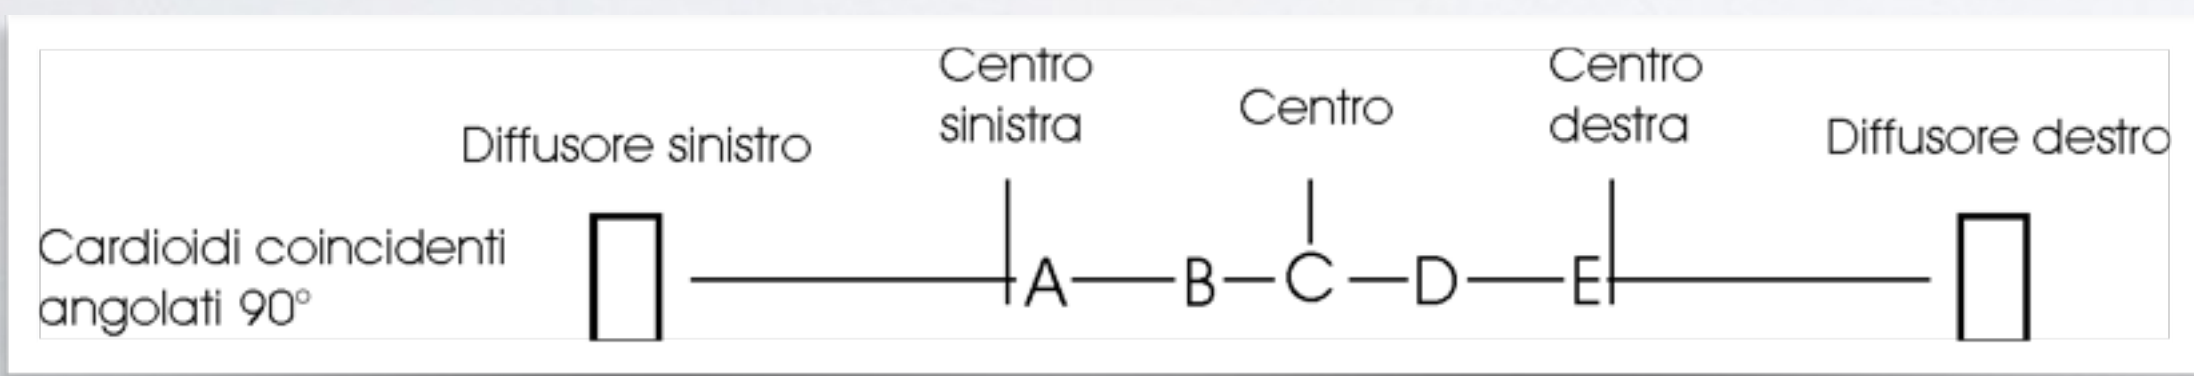 Centro
sinistra
Centro
Centro
destra
Diffusore sinistro
Diffusore destro
Cardioidi coincidenti
angolati 90°
A B C D E